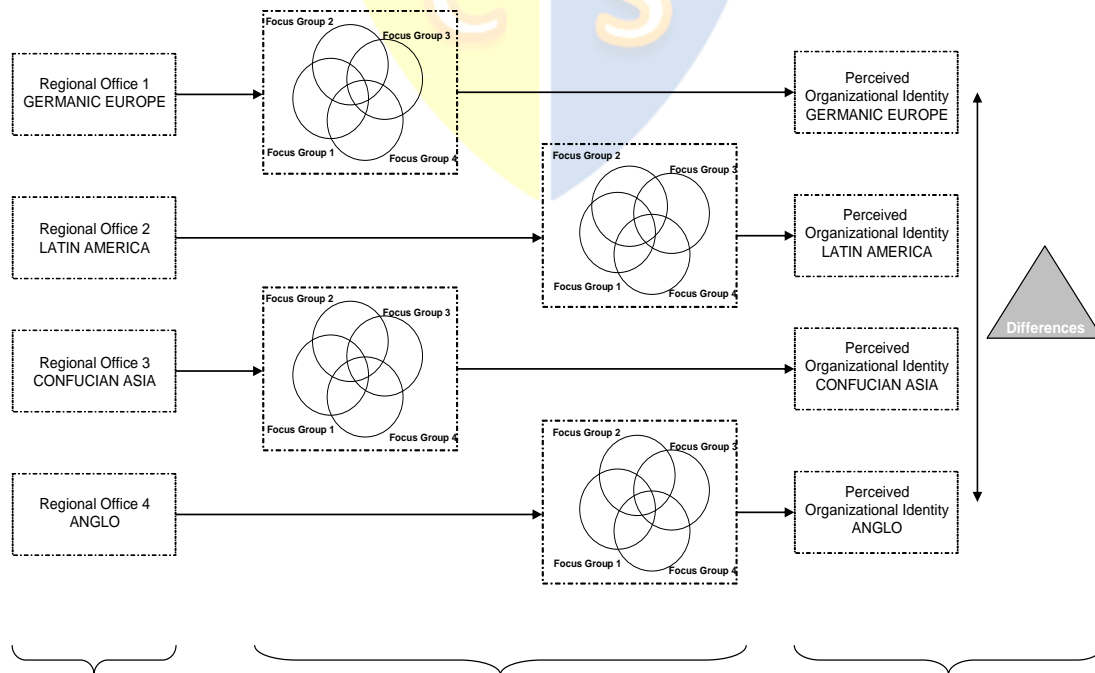 C S
Regional Office 1
GERMANIC EUROPE
Focus Group 2
Focus Group 3
Focus Group 1
Focus Group 4
Perceived
Organizational Identity
GERMANIC EUROPE
Regional Office 2
LATIN AMERICA
Focus Group 2
Focus Group 3
Focus Group 1
Focus Group 4
Perceived
Organizational Identity
LATIN AMERICA
Differences
Regional Office 3
CONFUCIAN ASIA
Focus Group 2
Focus Group 3
Focus Group 1
Focus Group 4
Perceived
Organizational Identity
CONFUCIAN ASIA
Regional Office 4
ANGLO
Focus Group 2
Focus Group 3
Focus Group 1
Focus Group 4
Perceived
Organizational Identity
ANGLO